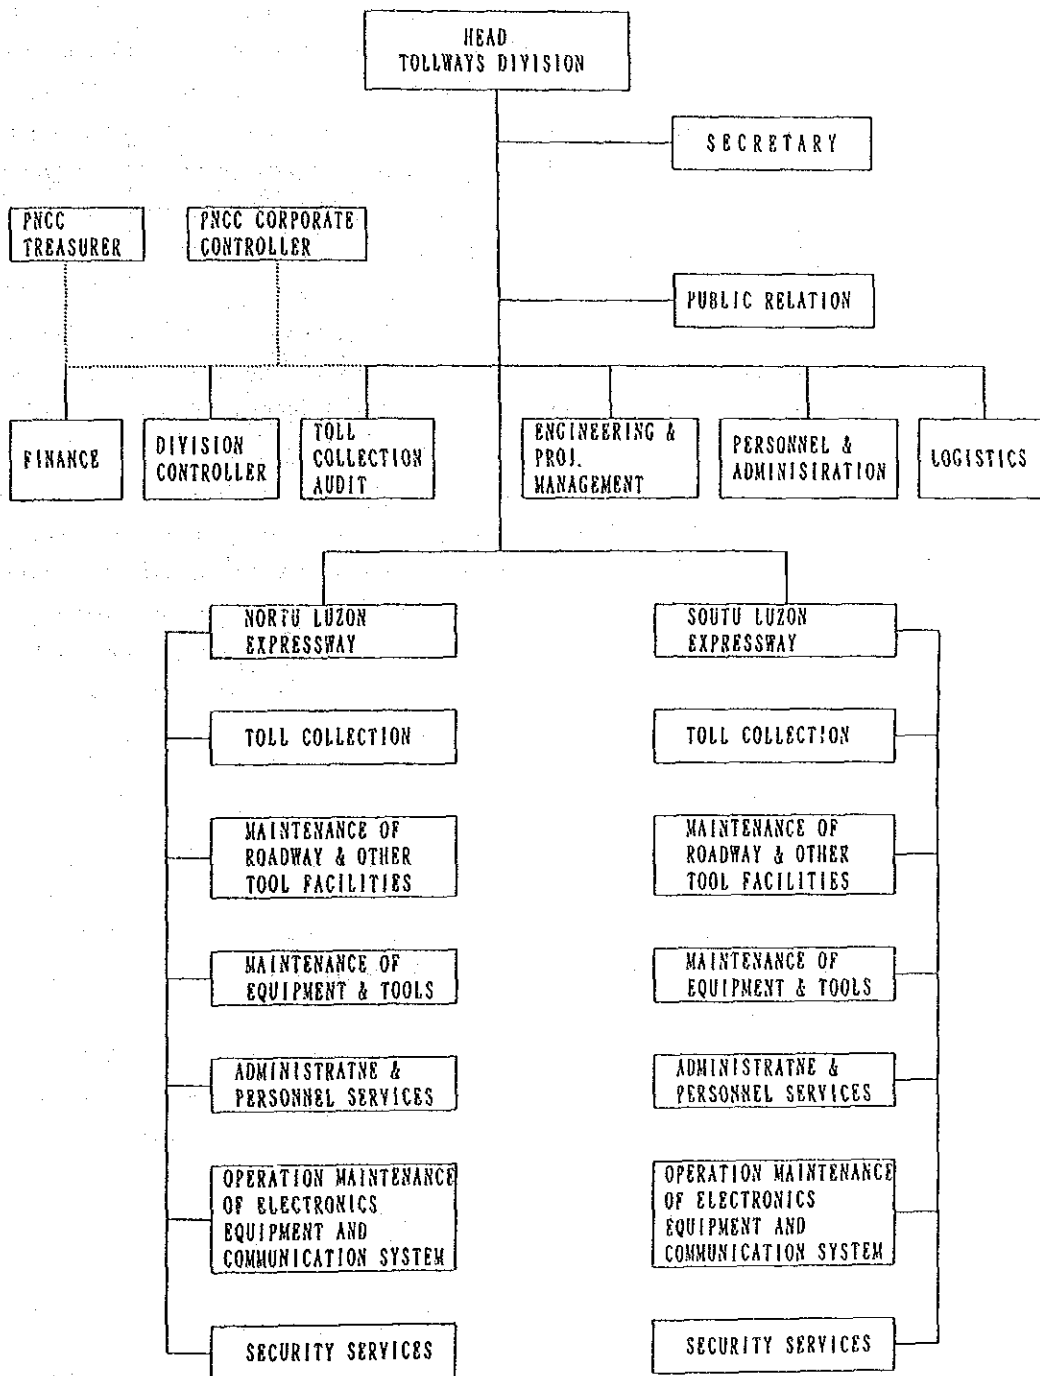 HEAD
TOLLWAYS DIVISION
SECRETARY
PNCC
TREASURER
PNCC CORPORATE
CONTROLLER
PUBLIC RELATION
FINANCE
DIVISION
CONTROLLER
TOLL
COLLECTION
AUDIT
ENGINEERING &
PROJ.
MANAGEMENT
PERSONNEL &
ADMINISIRATION
LOGISTICS
NORTU LUZON
EXPRESSWAY
SOUTU LUZON
EXPRESSWAY
TOLL COLLECTION
TOLL COLLECTION
MAINTENANCE OF
ROADWAY & OTHER
TOOL FACILITIES
MAINTENANCE OF
ROADWAY & OTHER
TOOL FACILITIES
MAINTENANCE OF
EQUIPMENT & TOOLS
MAINTENANCE OF
EQUIPMENT & TOOLS
ADMINISTRATNE &
PERSONNEL SERVICES
ADMINISTRATNE &
PERSONNEL SERVICES
OPERATION MAINTENANCE
OF ELECTRONICS
EQUIPMENT AND
COMMUNICATION SYSTEM
OPERATION MAINTENANCE
OF ELECTRONICS
EQUIPMENT AND
COMMUNICATION SYSTEM
SECURITY SERVICES
SECURITY SERVICES